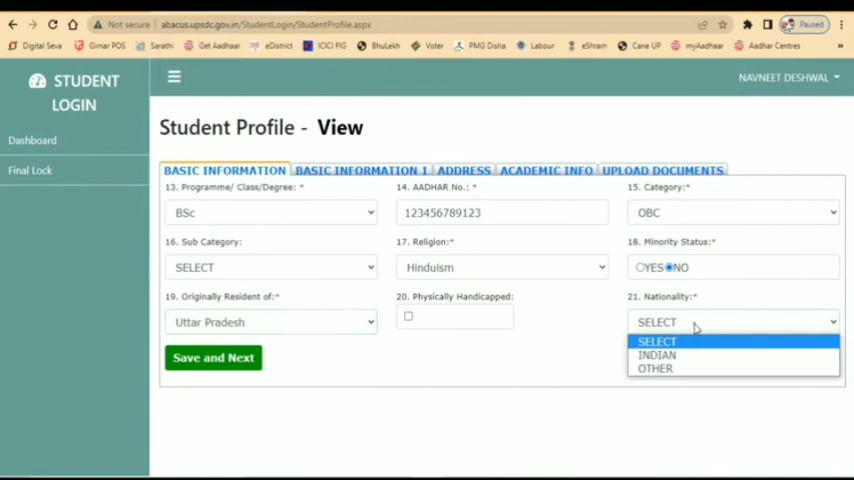 Not secure | abacus.upsdc.gov.in/StudentLogin/StudentProfile.aspx Paused
Digital Seva Girnar POS Sarathi Get Aadhaar eDistrict ICICI FIG BhuLekh Voter PMG Disha Labour eShram Cane UP myAadhaar Aadhar Centres »
STUDENT
LOGIN
NAVNEET DESHWAL
Dashboard
Final Lock
Student Profile - View
BASIC INFORMATION BASIC INFORMATION 1 ADDRESS ACADEMIC INFO UPLOAD DOCUMENTS
13. Programme/ Class/Degree: * 14. AADHAR No.: * 15. Category:*
BSc 123456789123 OBC
16. Sub Category: 17. Religion:* 18. Minority Status:*
SELECT Hinduism YES NO
19. Originally Resident of:* 20. Physically Handicapped: 21. Nationality:*
Uttar Pradesh SELECT
Save and Next
SELECT
INDIAN
OTHER